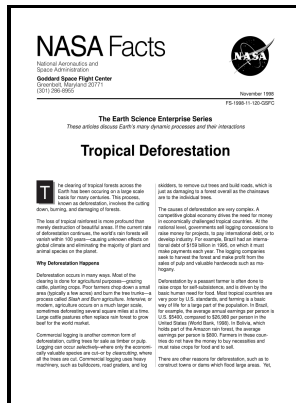 NASA Facts
National Aeronautics and
Space Administration
Goddard Space Flight Center
Greenbelt, Maryland 20771
(301) 286-8955
NASA
November 1998
FS-1998-11-120-GSFC
The Earth Science Enterprise Series
These articles discuss Earth's many dynamic processes and their interactions
Tropical Deforestation
The clearing of tropical forests across the
Earth has been occurring on a large scale
basis for many centuries. This process,
known as deforestation, involves the cutting
down, burning, and damaging of forests.
The loss of tropical rain forest is more profound than
merely destruction of beautiful areas. If the current rate
of deforestation continues, the world's rain forests will
vanish within 100 years—causing unknown effects on
global climate and eliminating the majority of plant and
animal species on the planet.
Why Deforestation Happens
Deforestation occurs in many ways. Most of the
clearing is done for agricultural purposes—grazing
cattle, planting crops. Poor farmers chop down a small
area (typically a few acres) and burn the tree trunks—a
process called Slash and Burn agriculture. Intensive, or
modern, agriculture occurs on a much larger scale,
sometimes deforesting several square miles at a time.
Large cattle pastures often replace rain forest to grow
beef for the world market.
Commercial logging is another common form of
deforestation, cutting trees for sale as timber or pulp.
Logging can occur selectively—where only the economi-
cally valuable species are cut—or by clearcutting, where
all the trees are cut. Commercial logging uses heavy
machinery, such as bulldozers, road graders, and log
skidders, to remove cut trees and build roads, which is
just as damaging to a forest overall as the chainsaws
are to the individual trees.
The causes of deforestation are very complex. A
competitive global economy drives the need for money
in economically challenged tropical countries. At the
national level, governments sell logging concessions to
raise money for projects, to pay international debt, or to
develop industry. For example, Brazil had an interna-
tional debt of $159 billion in 1995, on which it must
make payments each year. The logging companies
seek to harvest the forest and make profit from the
sales of pulp and valuable hardwoods such as ma-
hogany.
Deforestation by a peasant farmer is often done to
raise crops for self-subsistence, and is driven by the
basic human need for food. Most tropical countries are
very poor by U.S. standards, and farming is a basic
way of life for a large part of the population. In Brazil,
for example, the average annual earnings per person is
U.S. $5400, compared to $26,980 per person in the
United States (World Bank, 1998). In Bolivia, which
holds part of the Amazon rain forest, the average
earnings per person is $800. Farmers in these coun-
tries do not have the money to buy necessities and
must raise crops for food and to sell.
There are other reasons for deforestation, such as to
construct towns or dams which flood large areas. Yet,